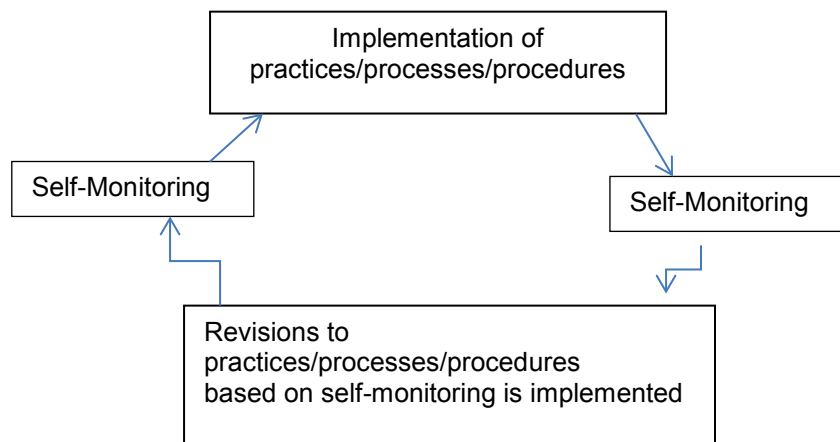 Implementation of
practices/processes/procedures
Self-Monitoring
Self-Monitoring
Revisions to
practices/processes/procedures
based on self-monitoring is implemented